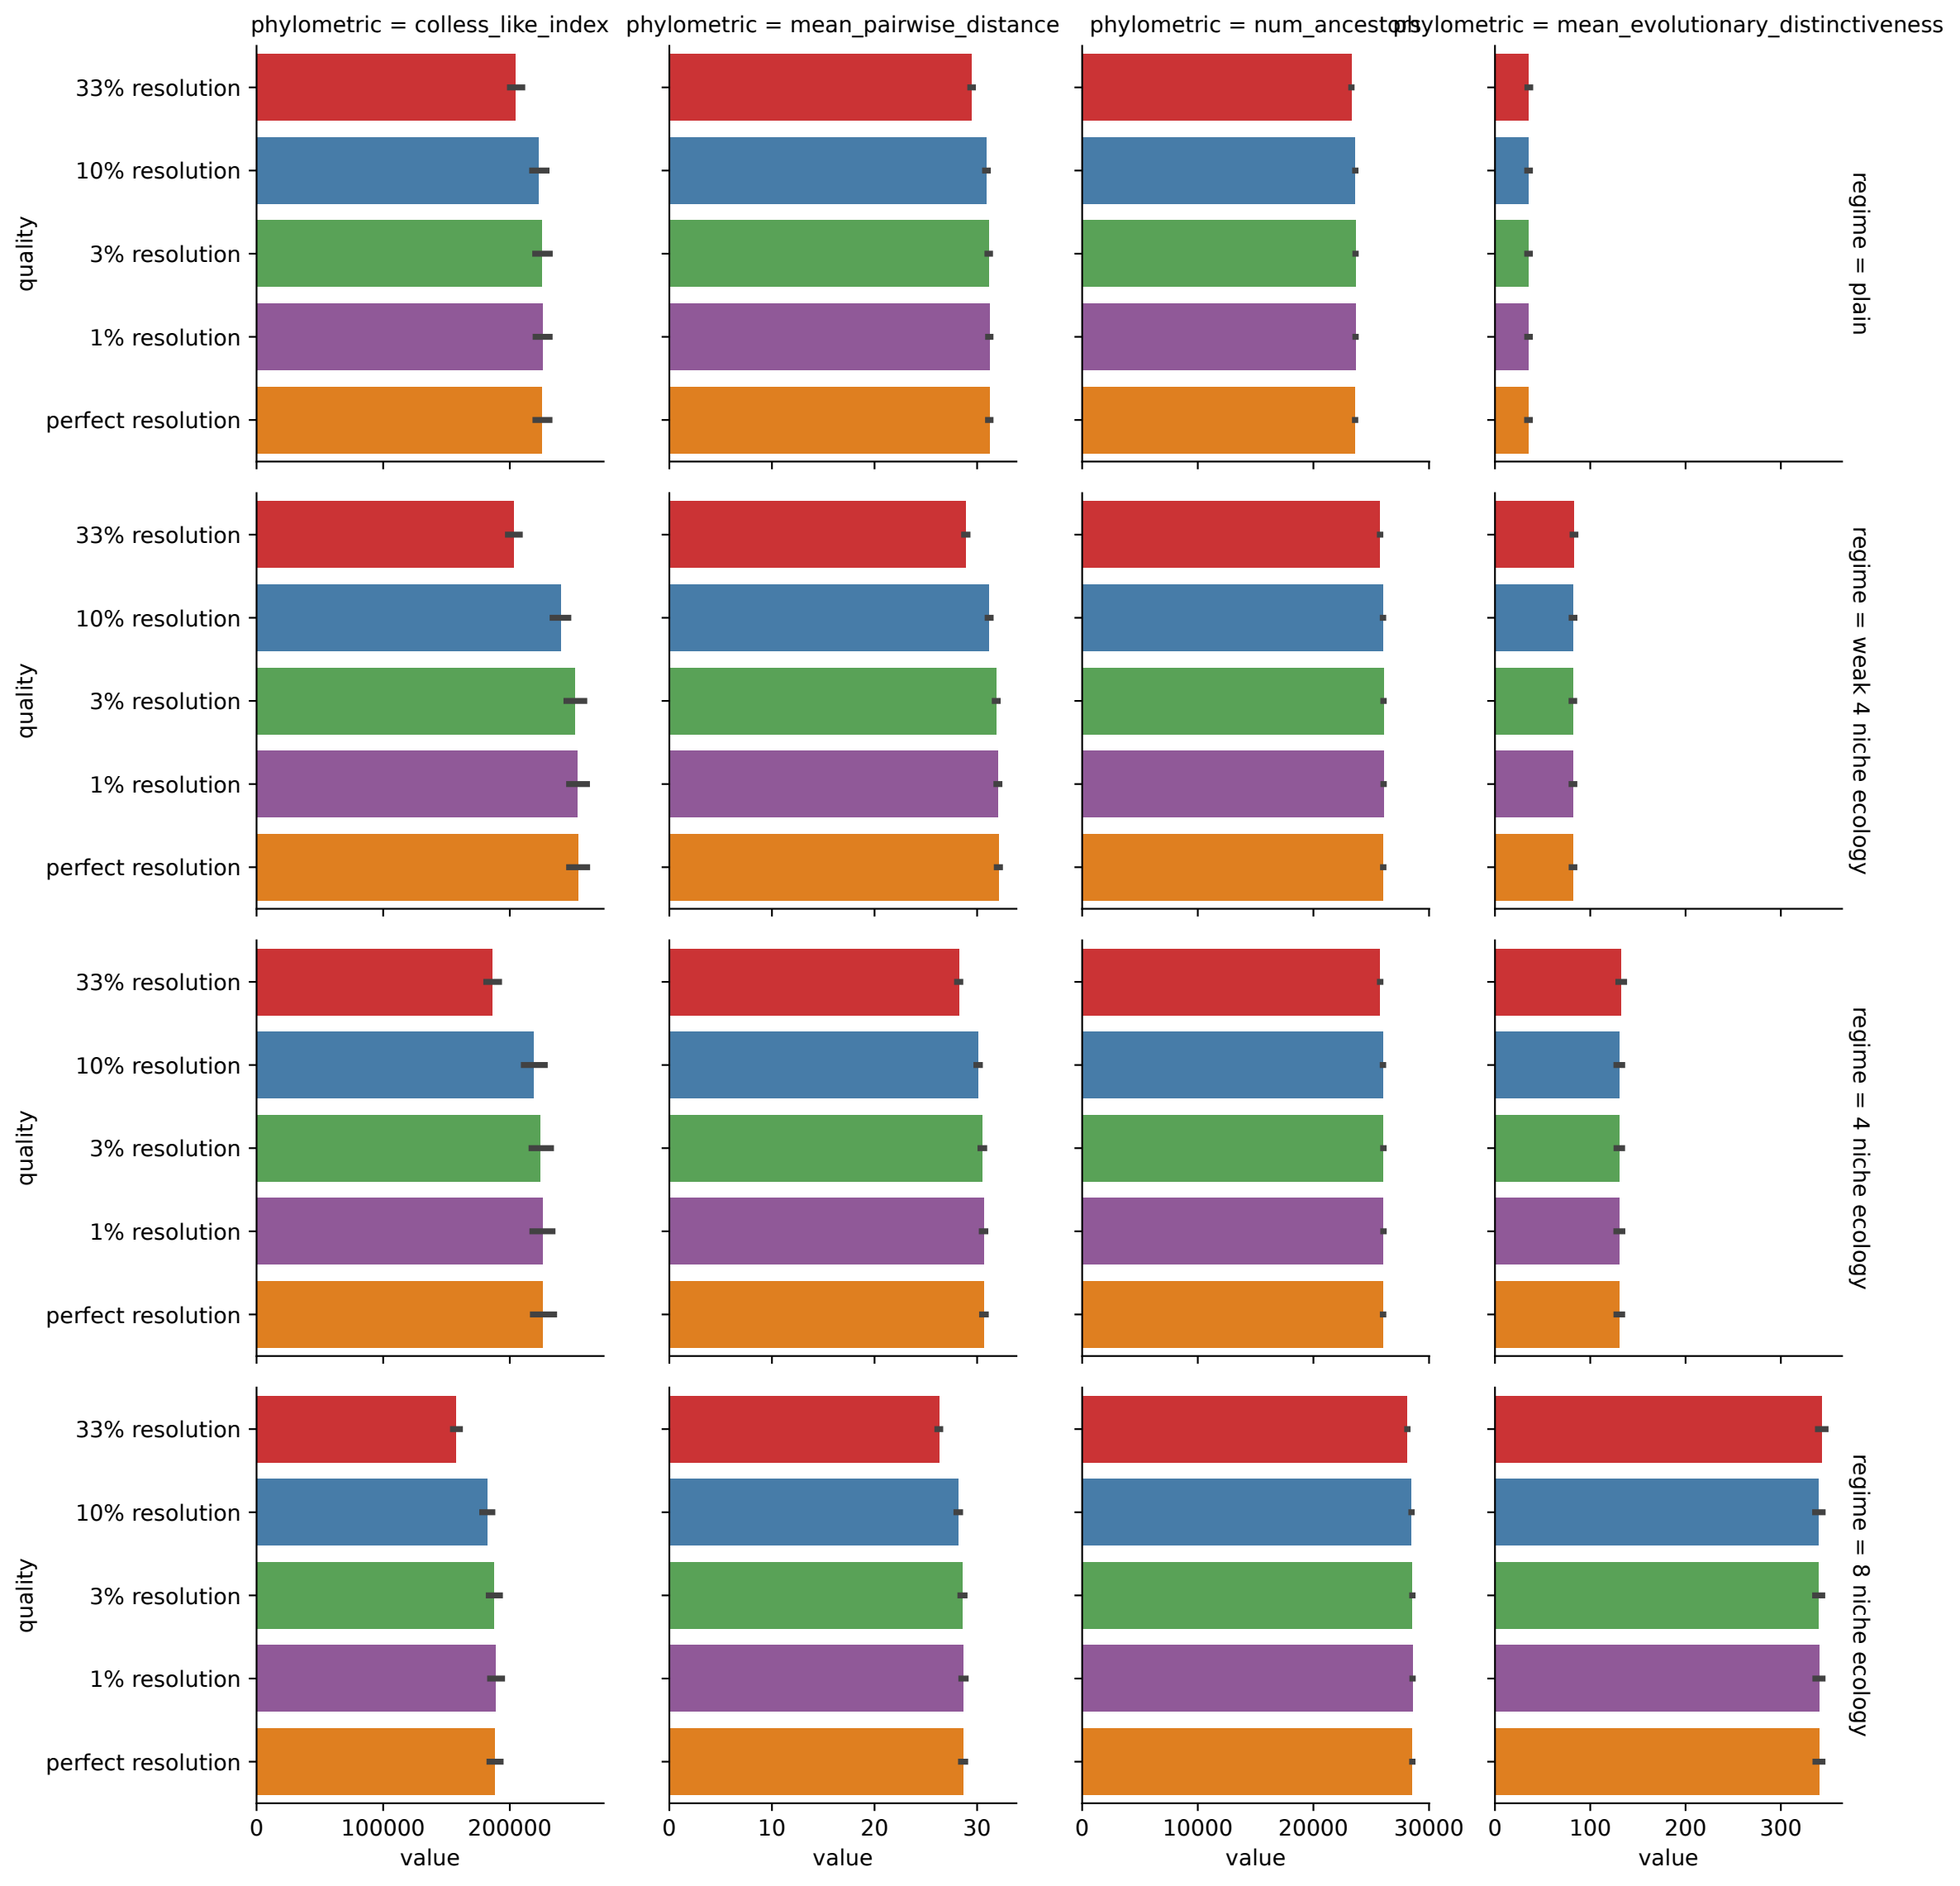 phylometric = colless_like_index
phylometric = mean_pairwise_distance
phylometric = num_ancestors
phylometric = mean_evolutionary_distinctiveness
quality
33% resolution
10% resolution
3% resolution
1% resolution
perfect resolution
regime = plain
quality
33% resolution
10% resolution
3% resolution
1% resolution
perfect resolution
regime = weak 4 niche ecology
quality
33% resolution
10% resolution
3% resolution
1% resolution
perfect resolution
regime = 4 niche ecology
quality
33% resolution
10% resolution
3% resolution
1% resolution
perfect resolution
regime = 8 niche ecology
0 100000 200000
value
0 10 20 30
value
0 10000 20000 30000
value
0 100 200 300
value